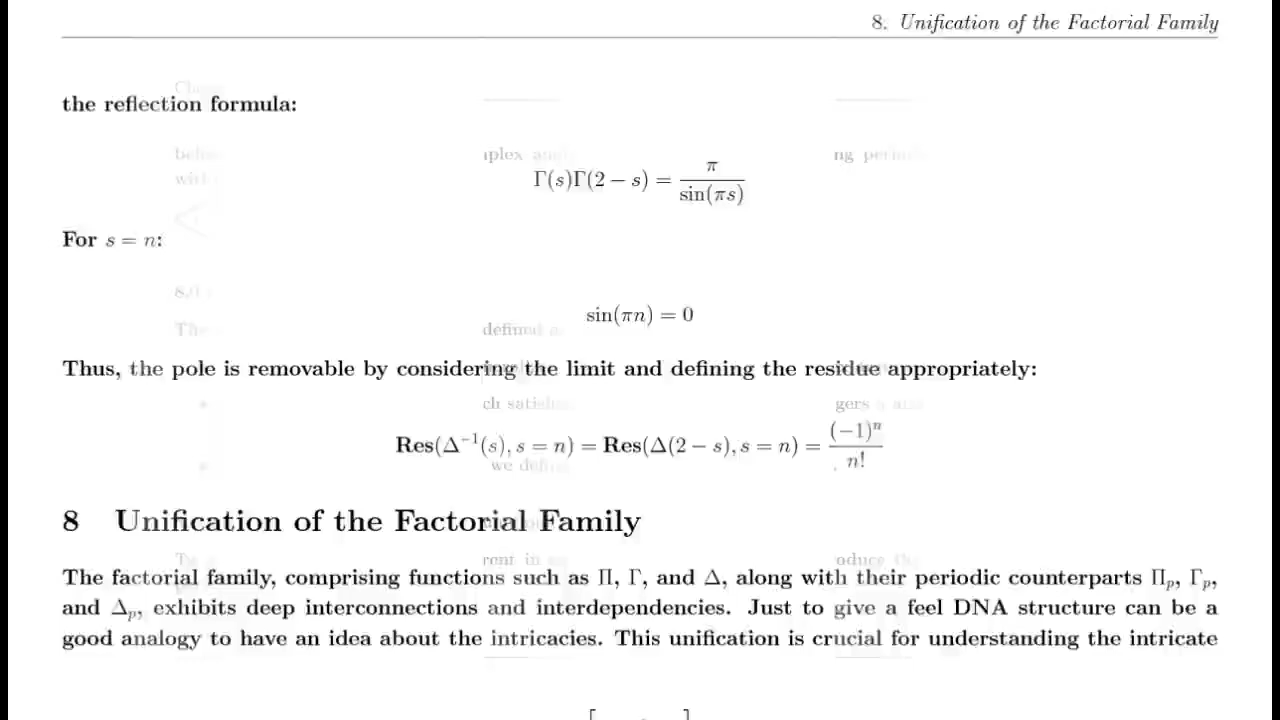 8. Unification of the Factorial Family
the reflection formula:
Γ(s)Γ(2 − s) = π / sin(πs)
For s = n:
sin(πn) = 0
Thus, the pole is removable by considering the limit and defining the residue appropriately:
Res(Δ⁻¹(s), s = n) = Res(Δ(2 − s), s = n) = (−1)ⁿ / n!
8 Unification of the Factorial Family
The factorial family, comprising functions such as Π, Γ, and Δ, along with their periodic counterparts Πₚ, Γₚ,
and Δₚ, exhibits deep interconnections and interdependencies. Just to give a feel DNA structure can be a
good analogy to have an idea about the intricacies. This unification is crucial for understanding the intricate